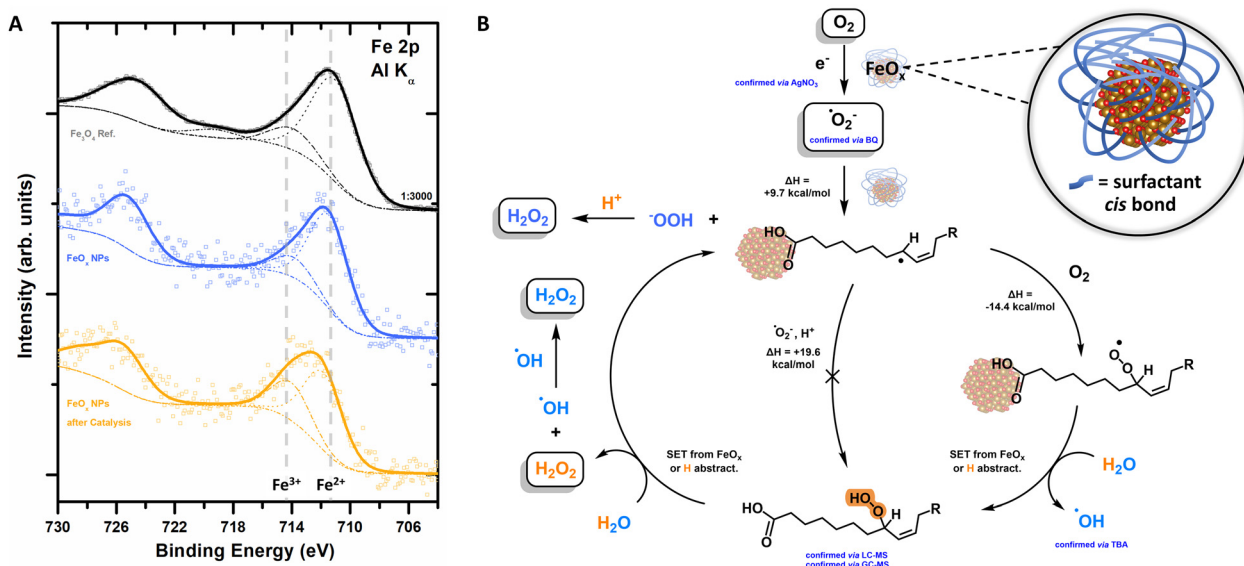 A
Fe 2p
Al Kα
Intensity (arb. units)
Fe₃O₄ Ref.
1:3000
FeOₓ NPs
FeOₓ NPs
after Catalysis
Fe³⁺
Fe²⁺
730 725 722 718 714 710 706 704
Binding Energy (eV)
B
O₂
e⁻
FeOₓ
confirmed via AgNO₃
•O₂⁻
confirmed via BQ
= surfactant
cis bond
ΔH =
+9.7 kcal/mol
H₂O₂
H⁺
⁻OOH +
HO
O
H
R
O₂
ΔH =
-14.4 kcal/mol
H₂O₂
•OH
•OH
+
H₂O₂
•O₂⁻, H⁺
ΔH = +19.6
kcal/mol
HO
O
O
O
H
R
SET from FeOₓ
or H abstract.
H₂O
SET from FeOₓ
or H abstract.
H₂O
•OH
confirmed via TBA
HO
O
HO
O
H
R
confirmed via LC-MS
confirmed via GC-MS